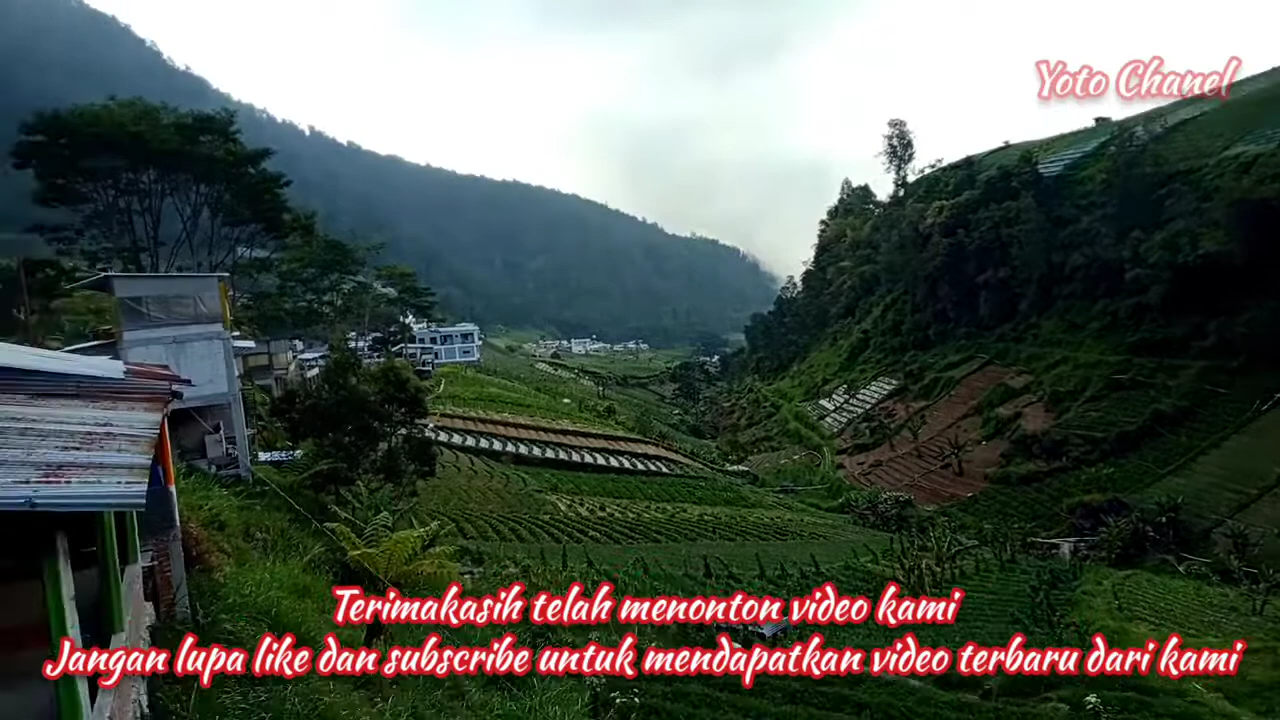 Yoto Chanel
Terimakasih telah menonton video kami
Jangan lupa like dan subscribe untuk mendapatkan video terbaru dari kami